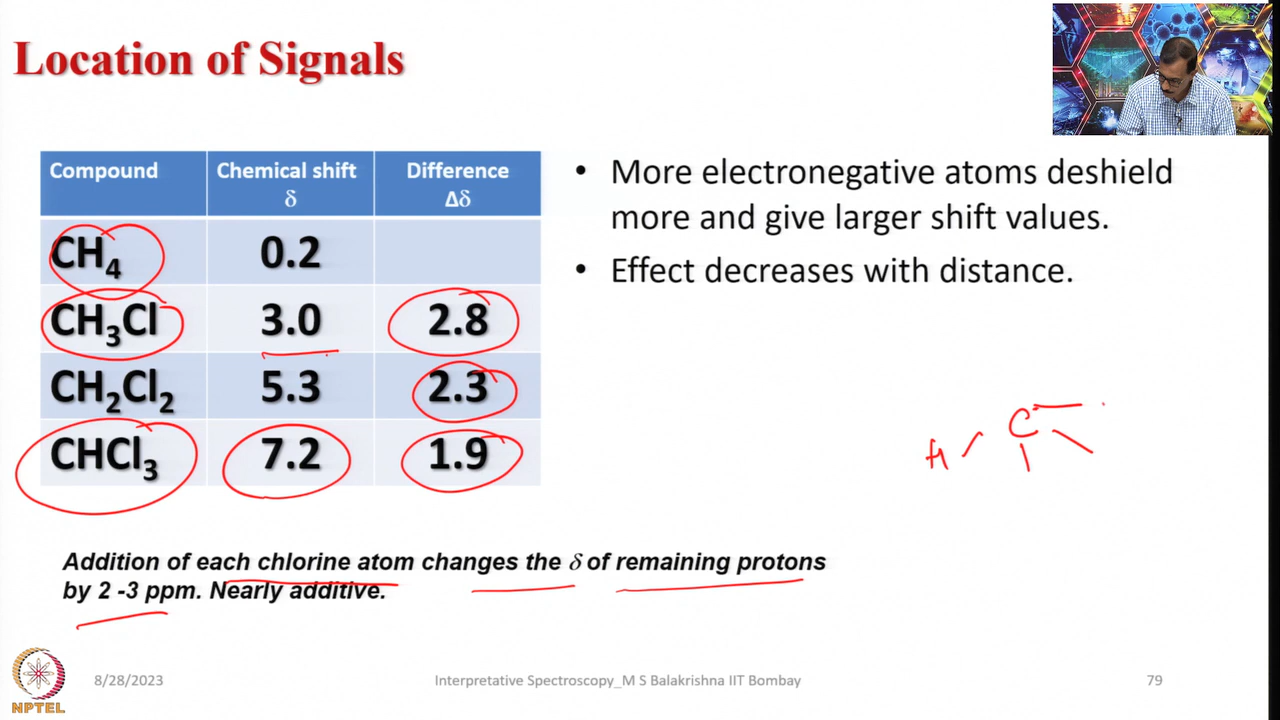 Location of Signals
Compound Chemical shift δ Difference Δδ
CH₄ 0.2
CH₃Cl 3.0 2.8
CH₂Cl₂ 5.3 2.3
CHCl₃ 7.2 1.9
• More electronegative atoms deshield
more and give larger shift values.
• Effect decreases with distance.
H C
Addition of each chlorine atom changes the δ of remaining protons
by 2 -3 ppm. Nearly additive.
NPTEL
8/28/2023 Interpretative Spectroscopy_M S Balakrishna IIT Bombay 79